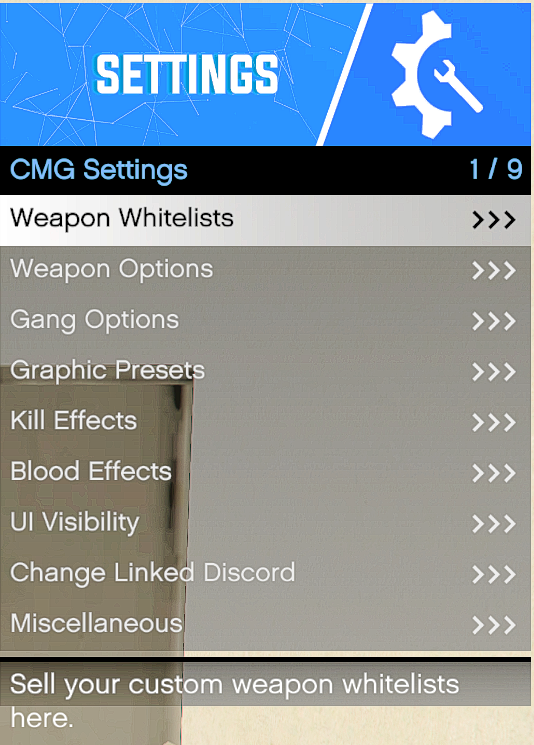 SETTINGS
CMG Settings 1 / 9
Weapon Whitelists >>>
Weapon Options >>>
Gang Options >>>
Graphic Presets >>>
Kill Effects >>>
Blood Effects >>>
UI Visibility >>>
Change Linked Discord >>>
Miscellaneous >>>
Sell your custom weapon whitelists
here.